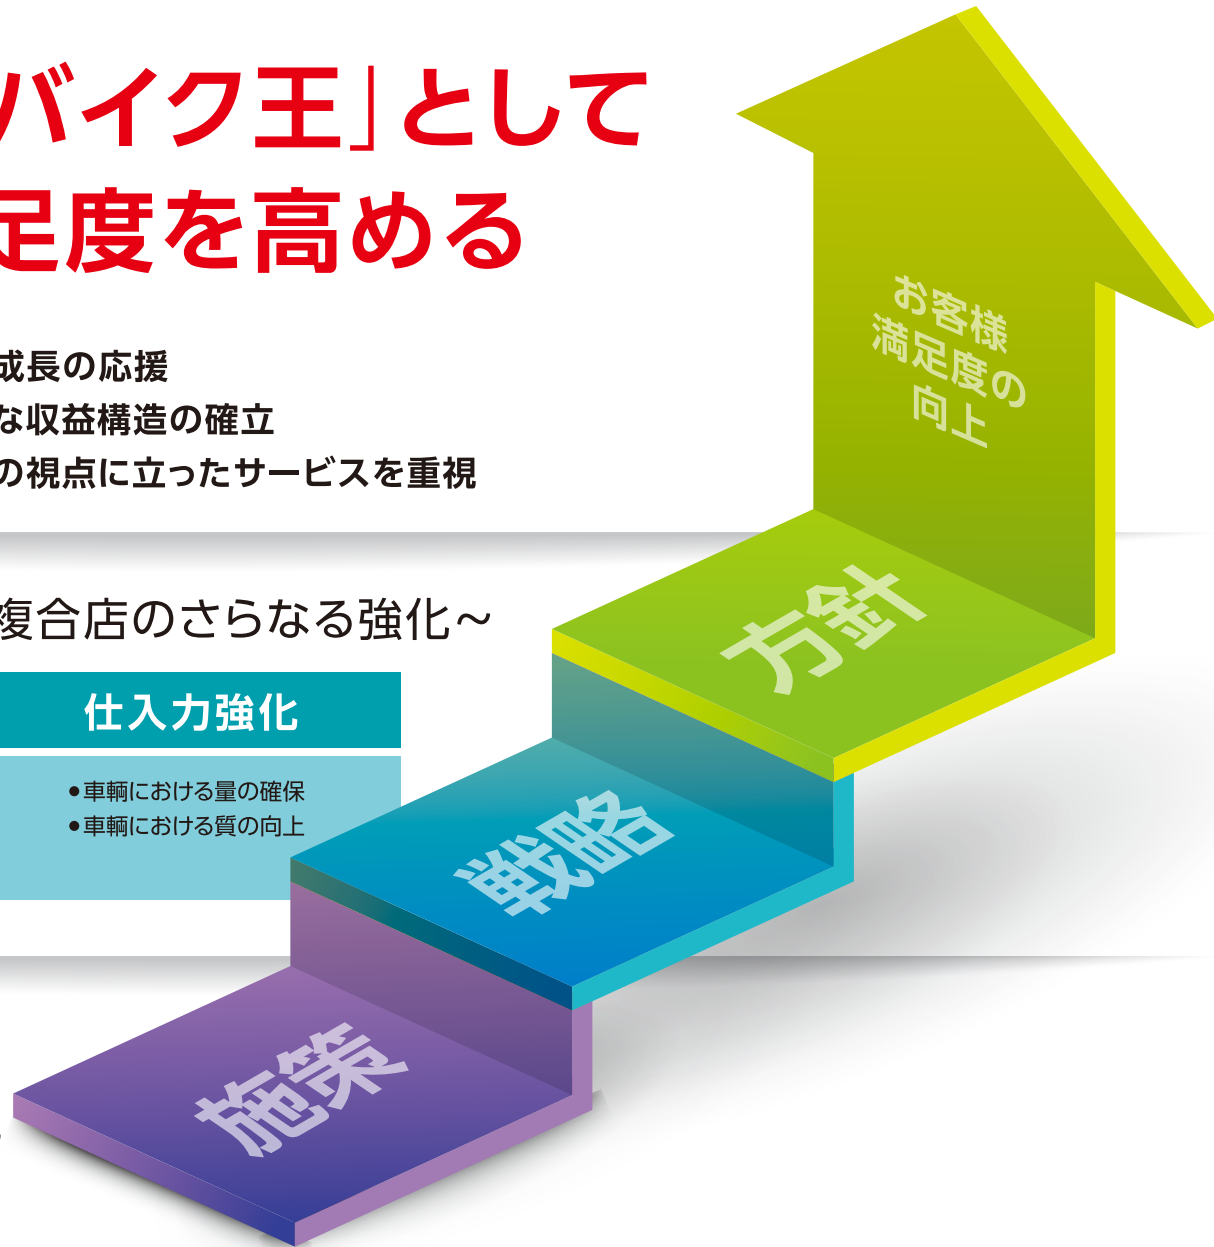 バイク王」として
足度を高める
成長の応援
な収益構造の確立
の視点に立ったサービスを重視
お客様
満足度の
向上
方針
複合店のさらなる強化～
仕入力強化
●車輌における量の確保
●車輌における質の向上
戦略
施策